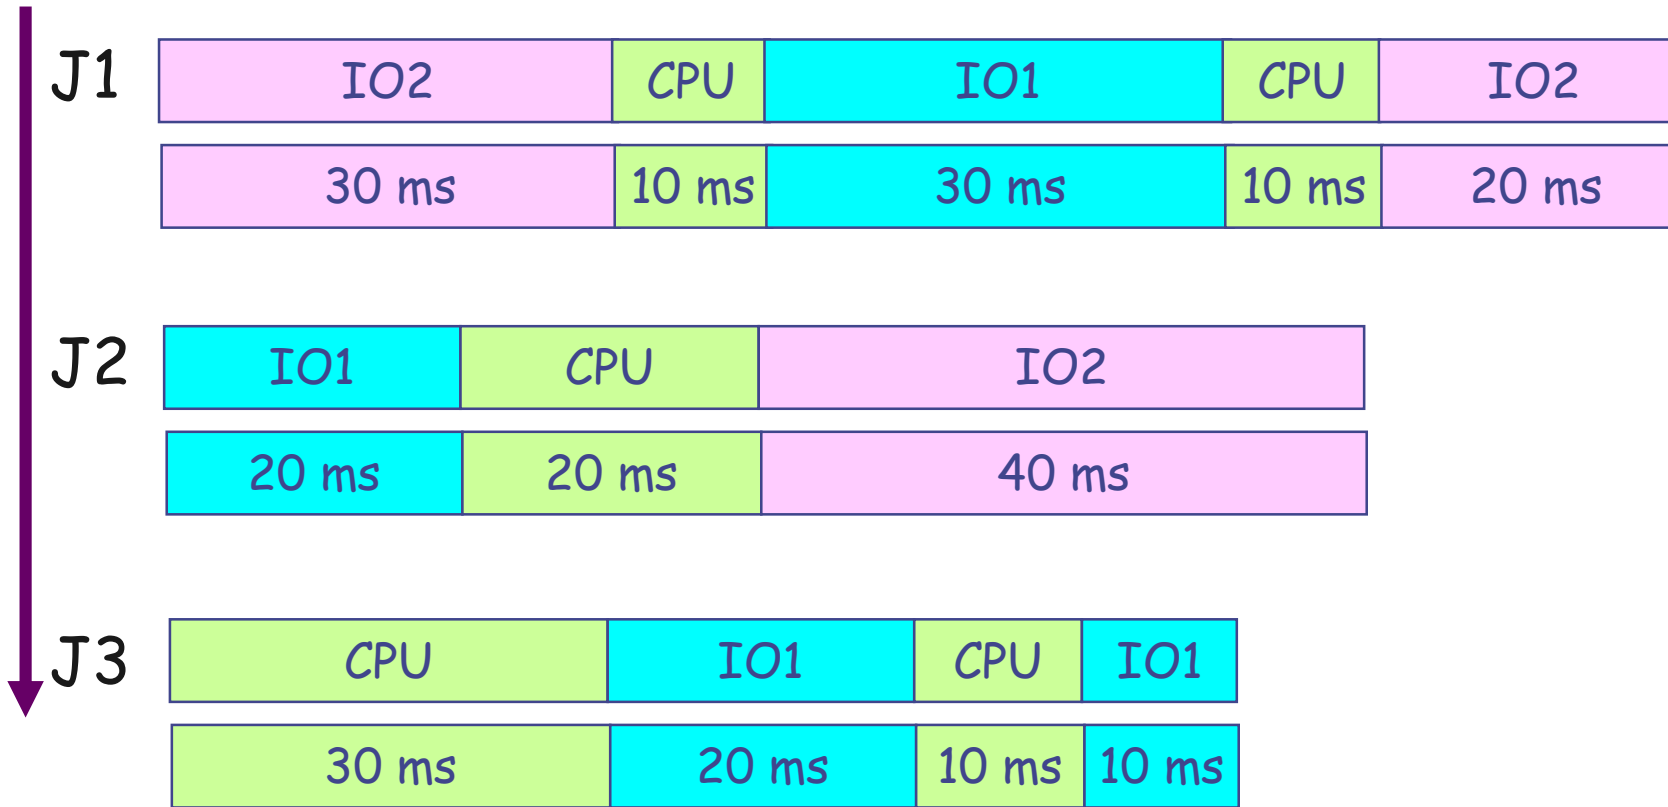 J1 IO2 CPU IO1 CPU IO2
30 ms 10 ms 30 ms 10 ms 20 ms
J2 IO1 CPU IO2
20 ms 20 ms 40 ms
J3 CPU IO1 CPU IO1
30 ms 20 ms 10 ms 10 ms